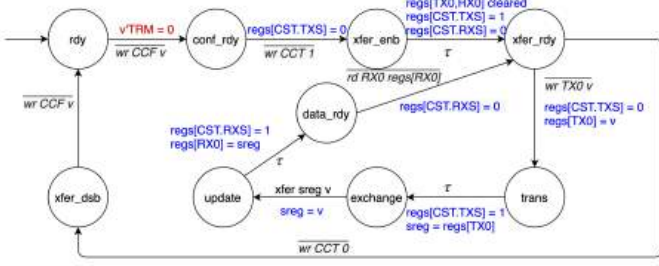 regs[TX0,RX0] cleared
v'TRM = 0
regs[CST.TXS] = 0
regs[CST.TXS] = 1
regs[CST.RXS] = 0
rdy
conf_rdy
xfer_enb
xfer_rdy
wr CCF v
wr CCT 1
τ
rd RX0 regs[RX0]
wr TX0 v
wr CCF v
data_rdy
regs[CST.RXS] = 0
regs[CST.TXS] = 0
regs[TX0] = v
regs[CST.RXS] = 1
regs[RX0] = sreg
τ
xfer_dsb
update
xfer sreg v
sreg = v
exchange
τ
trans
regs[CST.TXS] = 1
sreg = regs[TX0]
wr CCT 0